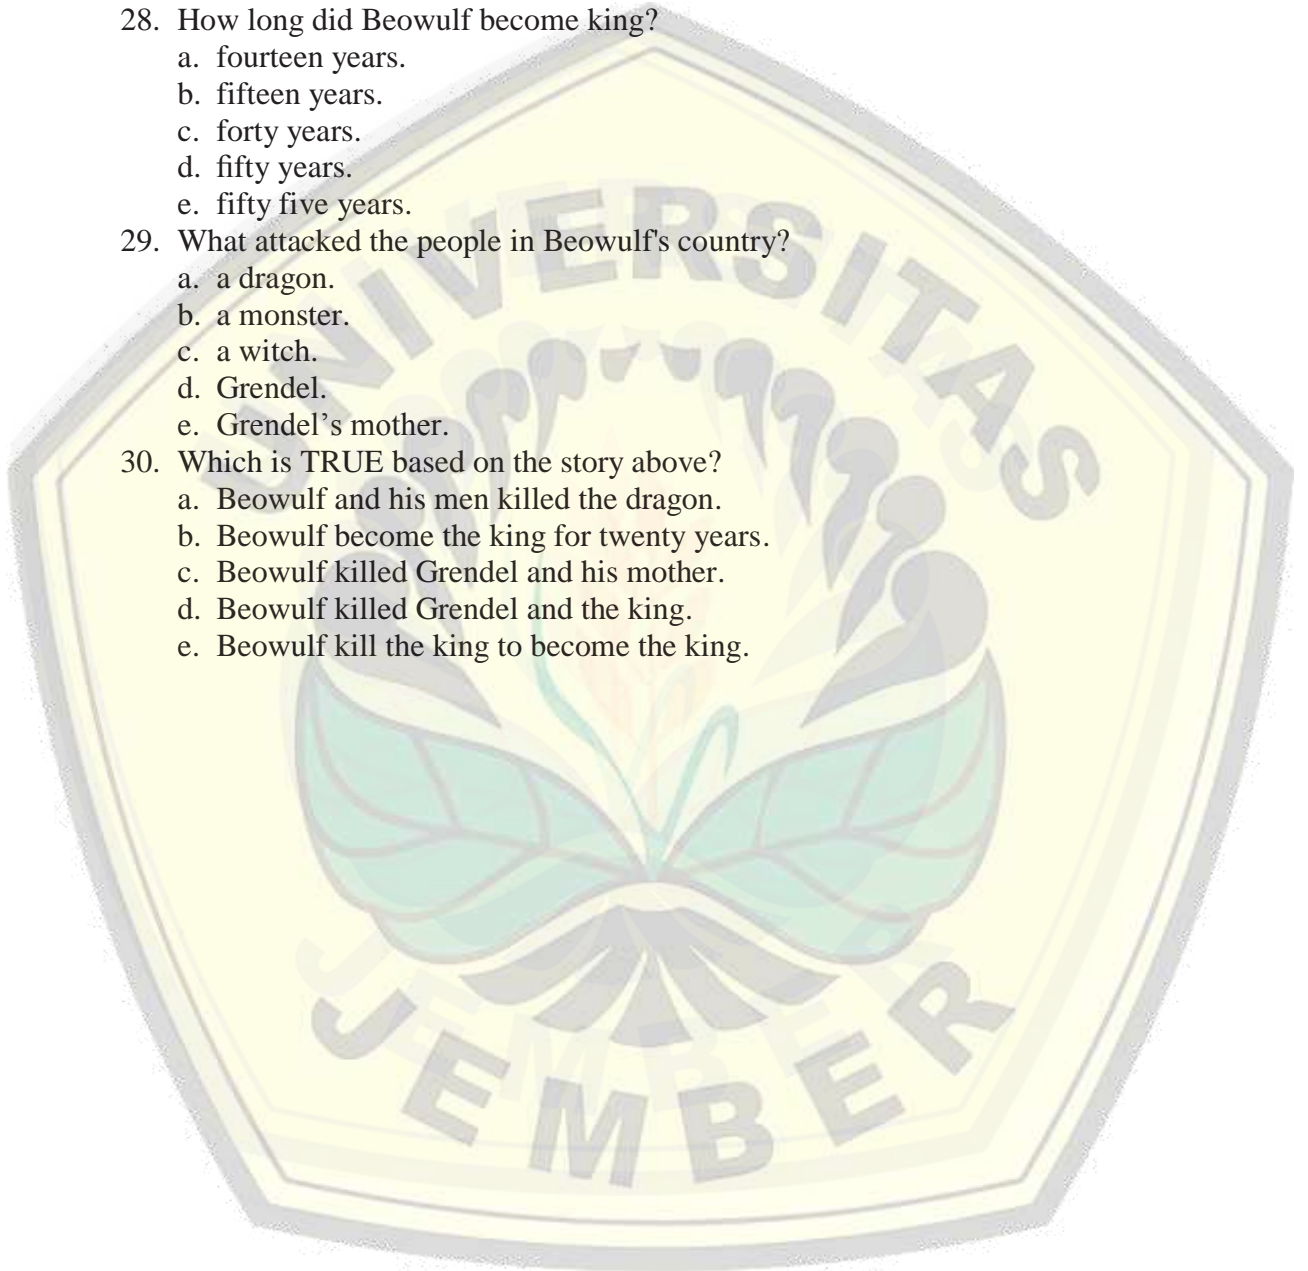 28. How long did Beowulf become king?
a. fourteen years.
b. fifteen years.
c. forty years.
d. fifty years.
e. fifty five years.
29. What attacked the people in Beowulf's country?
a. a dragon.
b. a monster.
c. a witch.
d. Grendel.
e. Grendel’s mother.
30. Which is TRUE based on the story above?
a. Beowulf and his men killed the dragon.
b. Beowulf become the king for twenty years.
c. Beowulf killed Grendel and his mother.
d. Beowulf killed Grendel and the king.
e. Beowulf kill the king to become the king.
UNIVERSITAS
JEMBER